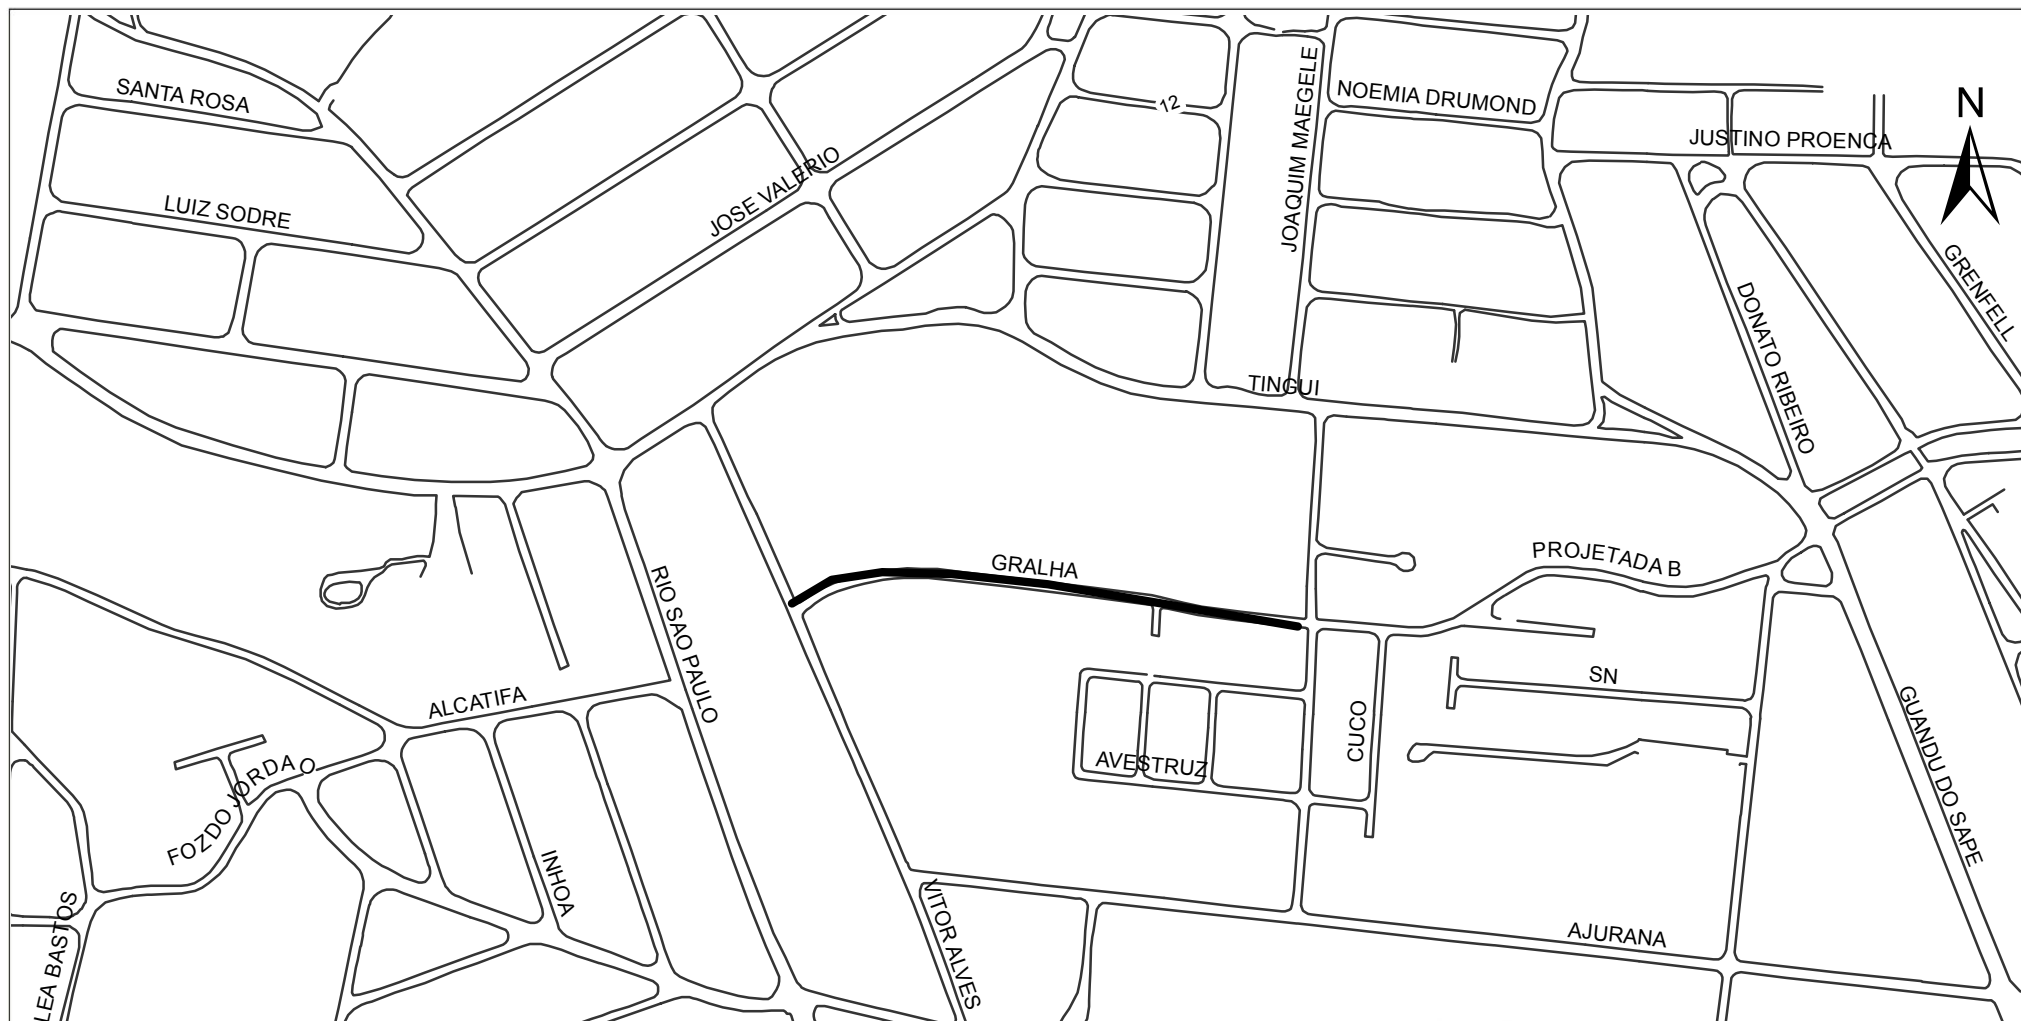 SANTA ROSA
12
JOAQUIM MAEGELE
NOEMIA DRUMOND
N
JUSTINO PROENCA
LUIZ SODRE
JOSE VALERIO
GRENFELL
DONATO RIBEIRO
TINGUI
GRALHA
PROJETADA B
RIO SAO PAULO
SN
ALCATIFA
CUCO
GUANDU DO SAPE
AVESTRUZ
FOZ DO JORDAO
INHOA
VITOR ALVES
AJURANA
LEA BASTOS